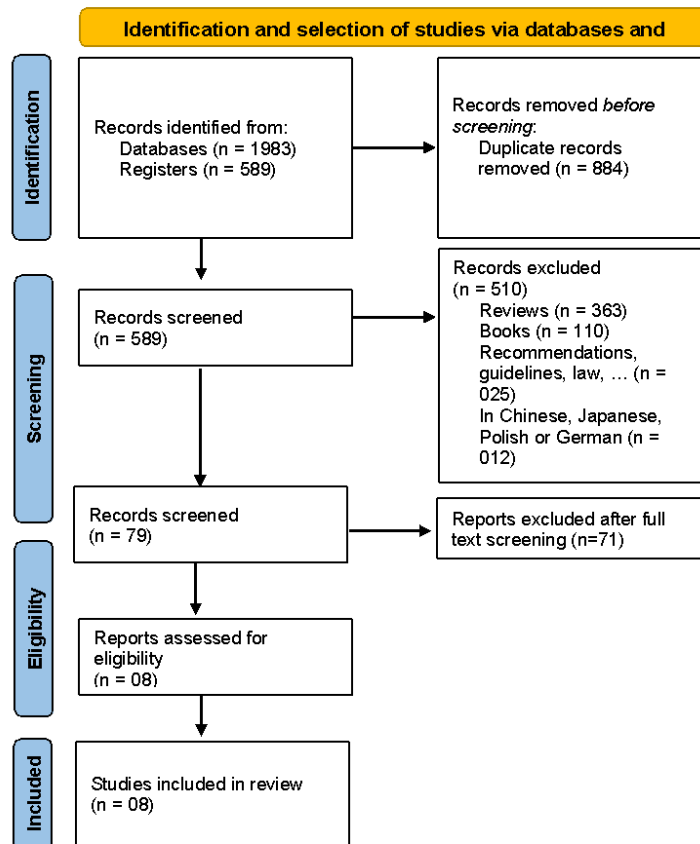 Identification and selection of studies via databases and
Identification
Records identified from:
Databases (n = 1983)
Registers (n = 589)
Records removed before
screening:
Duplicate records
removed (n = 884)
Screening
Records screened
(n = 589)
Records excluded
(n = 510)
Reviews (n = 363)
Books (n = 110)
Recommendations,
guidelines, law, … (n =
025)
In Chinese, Japanese,
Polish or German (n =
012)
Records screened
(n = 79)
Reports excluded after full
text screening (n=71)
Eligibility
Reports assessed for
eligibility
(n = 08)
Included
Studies included in review
(n = 08)